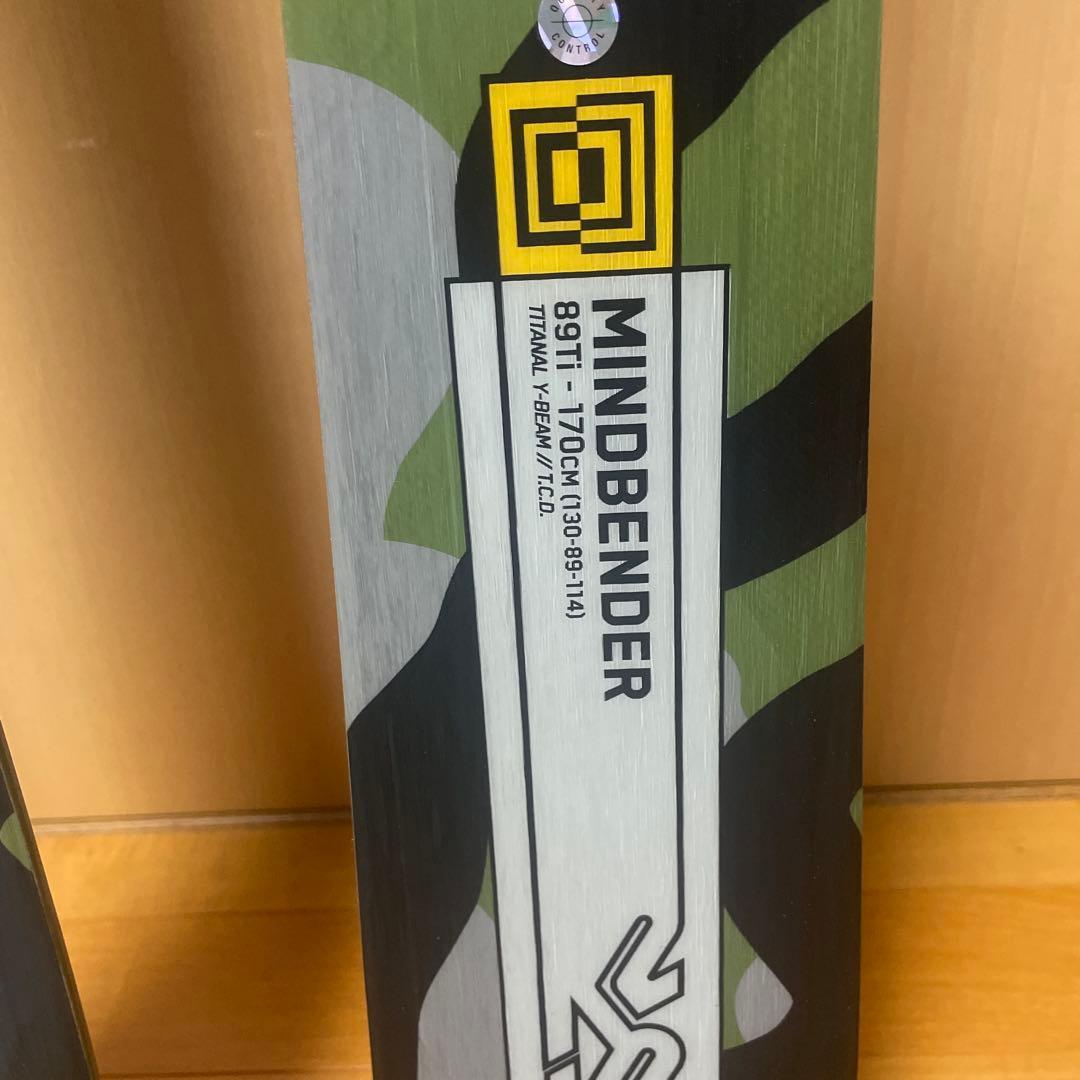 CONTROL
MINDBENDER
89Ti - 170CM (130-89-114)
TITANAL Y-BEAM // T.C.D.